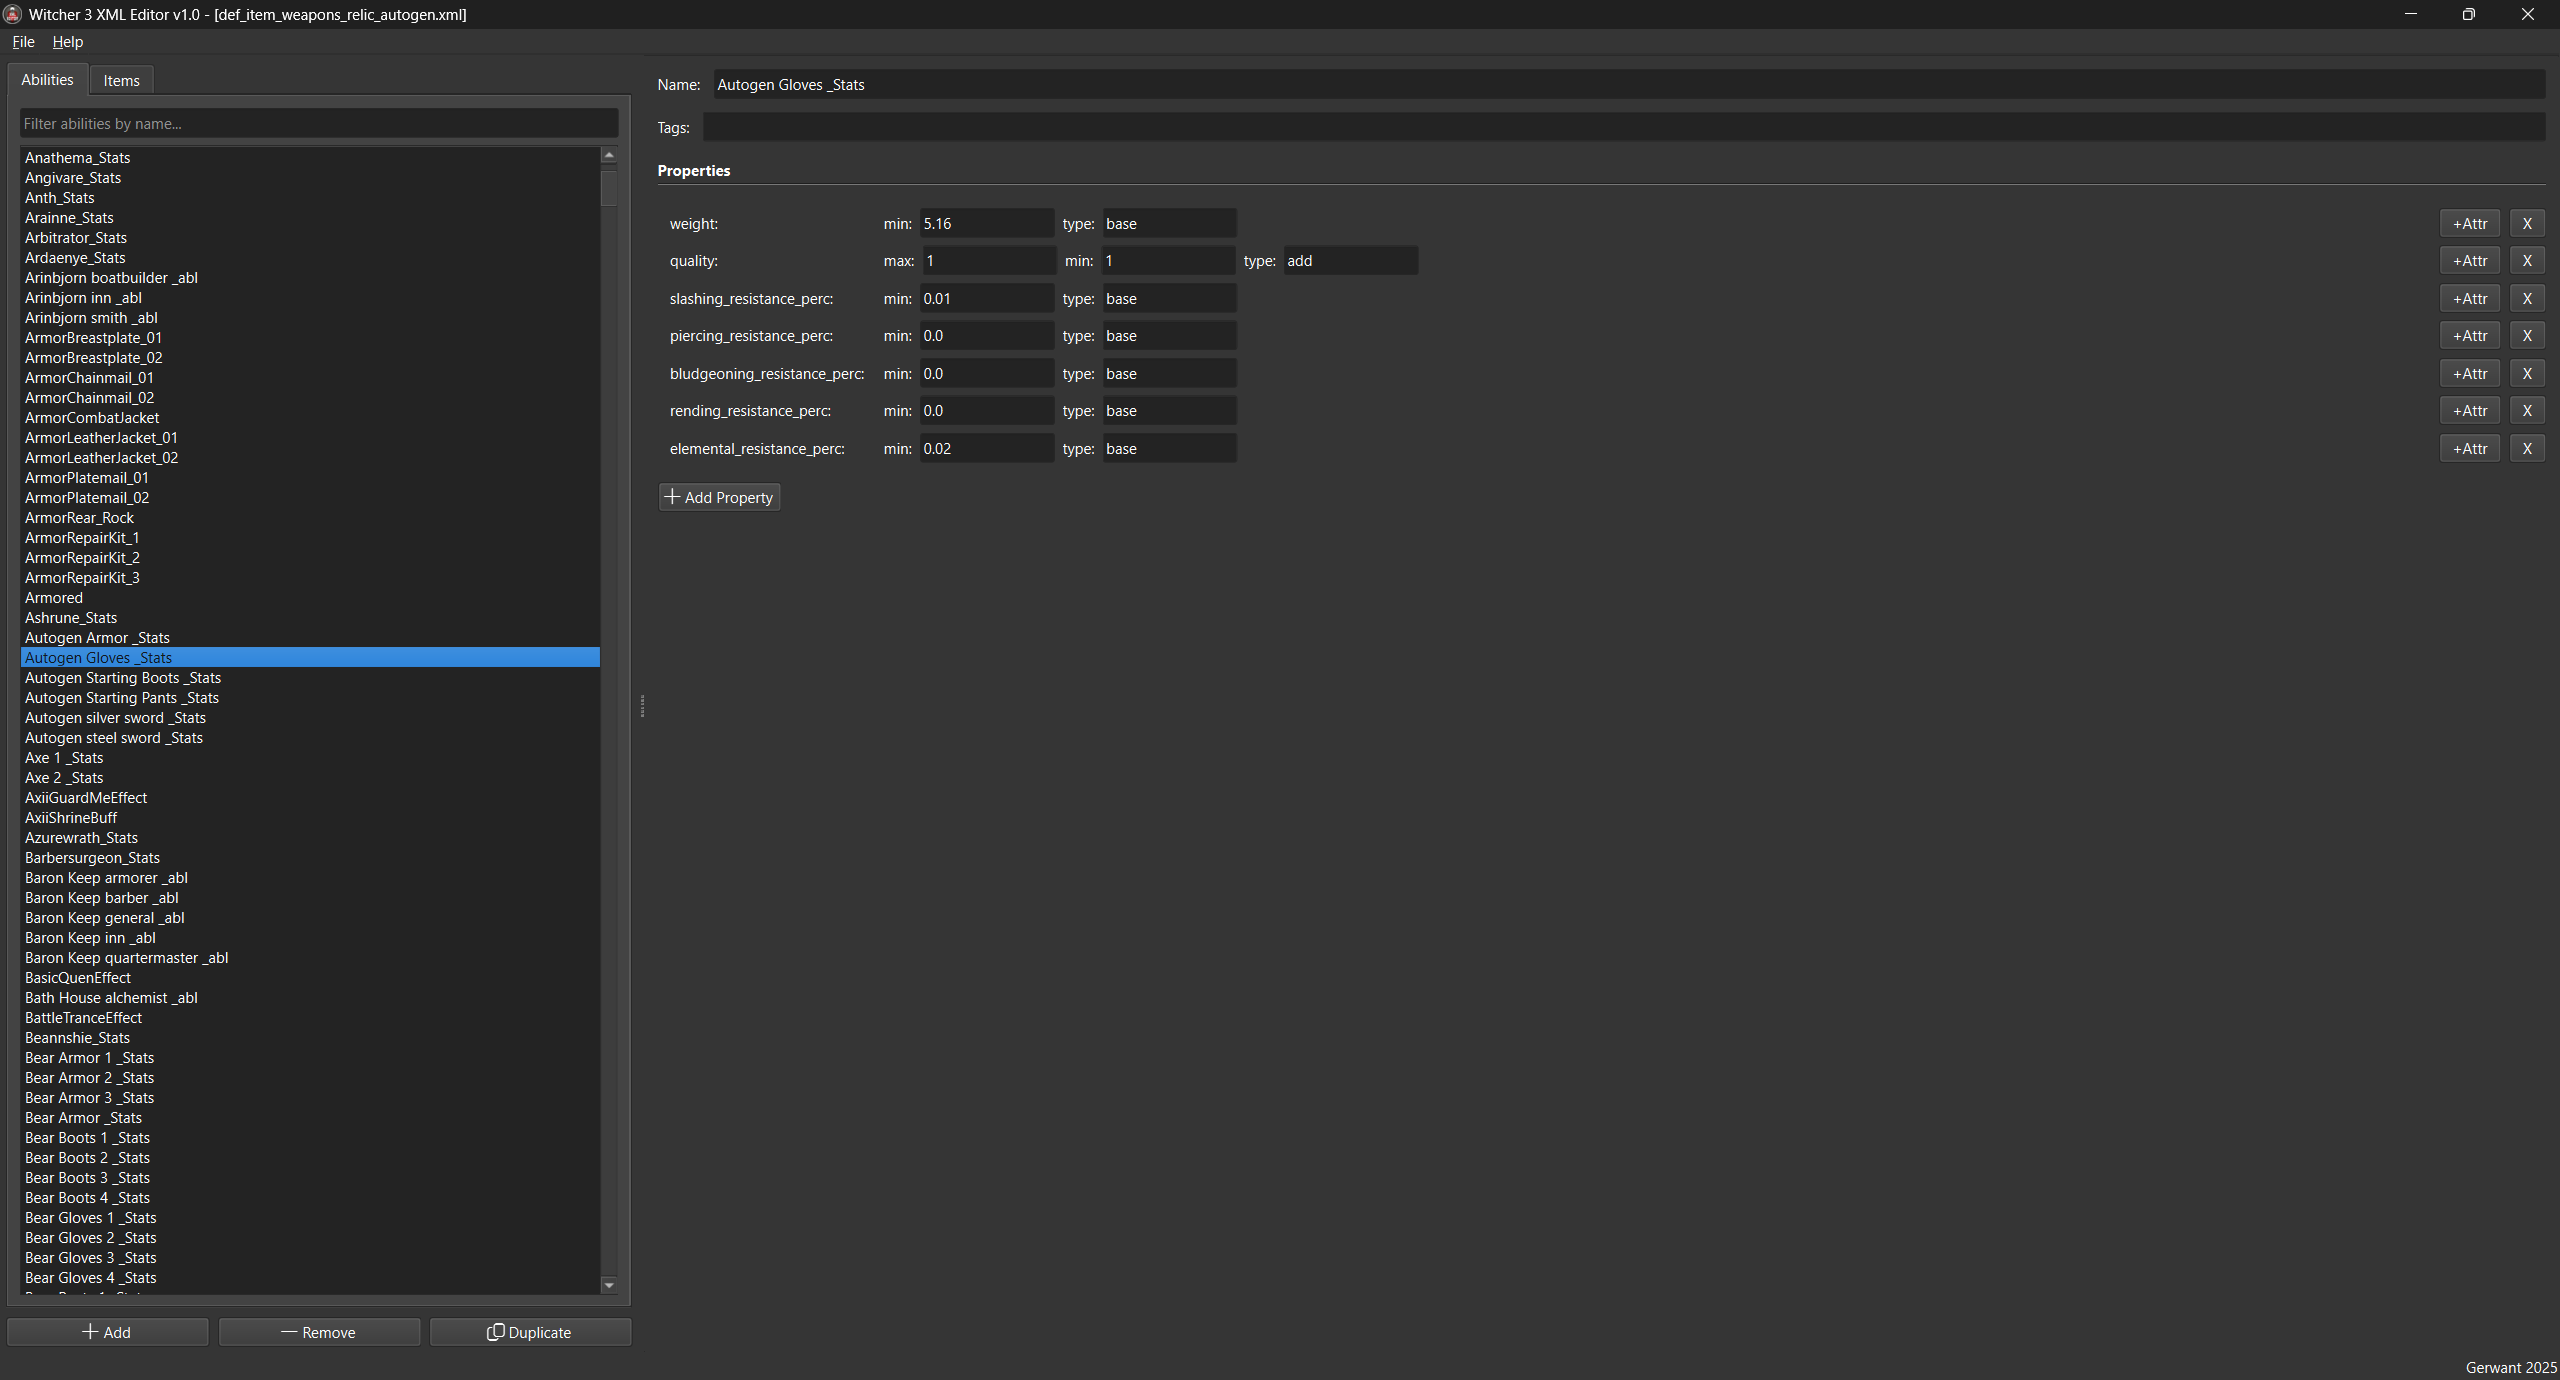 Witcher 3 XML Editor v1.0 - [def_item_weapons_relic_autogen.xml]
File Help
Abilities Items
Filter abilities by name...
Anathema_Stats
Angivare_Stats
Anth_Stats
Arainne_Stats
Arbitrator_Stats
Ardaenye_Stats
Arinbjorn boatbuilder _abl
Arinbjorn inn _abl
Arinbjorn smith _abl
ArmorBreastplate_01
ArmorBreastplate_02
ArmorChainmail_01
ArmorChainmail_02
ArmorCombatJacket
ArmorLeatherJacket_01
ArmorLeatherJacket_02
ArmorPlatemail_01
ArmorPlatemail_02
ArmorRear_Rock
ArmorRepairKit_1
ArmorRepairKit_2
ArmorRepairKit_3
Armored
Ashrune_Stats
Autogen Armor _Stats
Autogen Gloves _Stats
Autogen Starting Boots _Stats
Autogen Starting Pants _Stats
Autogen silver sword _Stats
Autogen steel sword _Stats
Axe 1 _Stats
Axe 2 _Stats
AxiiGuardMeEffect
AxiiShrineBuff
Azurewrath_Stats
Barbersurgeon_Stats
Baron Keep armorer _abl
Baron Keep barber _abl
Baron Keep general _abl
Baron Keep inn _abl
Baron Keep quartermaster _abl
BasicQuenEffect
Bath House alchemist _abl
BattleTranceEffect
Beannshie_Stats
Bear Armor 1 _Stats
Bear Armor 2 _Stats
Bear Armor 3 _Stats
Bear Armor _Stats
Bear Boots 1 _Stats
Bear Boots 2 _Stats
Bear Boots 3 _Stats
Bear Boots 4 _Stats
Bear Gloves 1 _Stats
Bear Gloves 2 _Stats
Bear Gloves 3 _Stats
Bear Gloves 4 _Stats
Add Remove Duplicate
Name: Autogen Gloves _Stats
Tags:
Properties
weight: min: 5.16 type: base +Attr X
quality: max: 1 min: 1 type: add +Attr X
slashing_resistance_perc: min: 0.01 type: base +Attr X
piercing_resistance_perc: min: 0.0 type: base +Attr X
bludgeoning_resistance_perc: min: 0.0 type: base +Attr X
rending_resistance_perc: min: 0.0 type: base +Attr X
elemental_resistance_perc: min: 0.02 type: base +Attr X
Add Property
Gerwant 2025